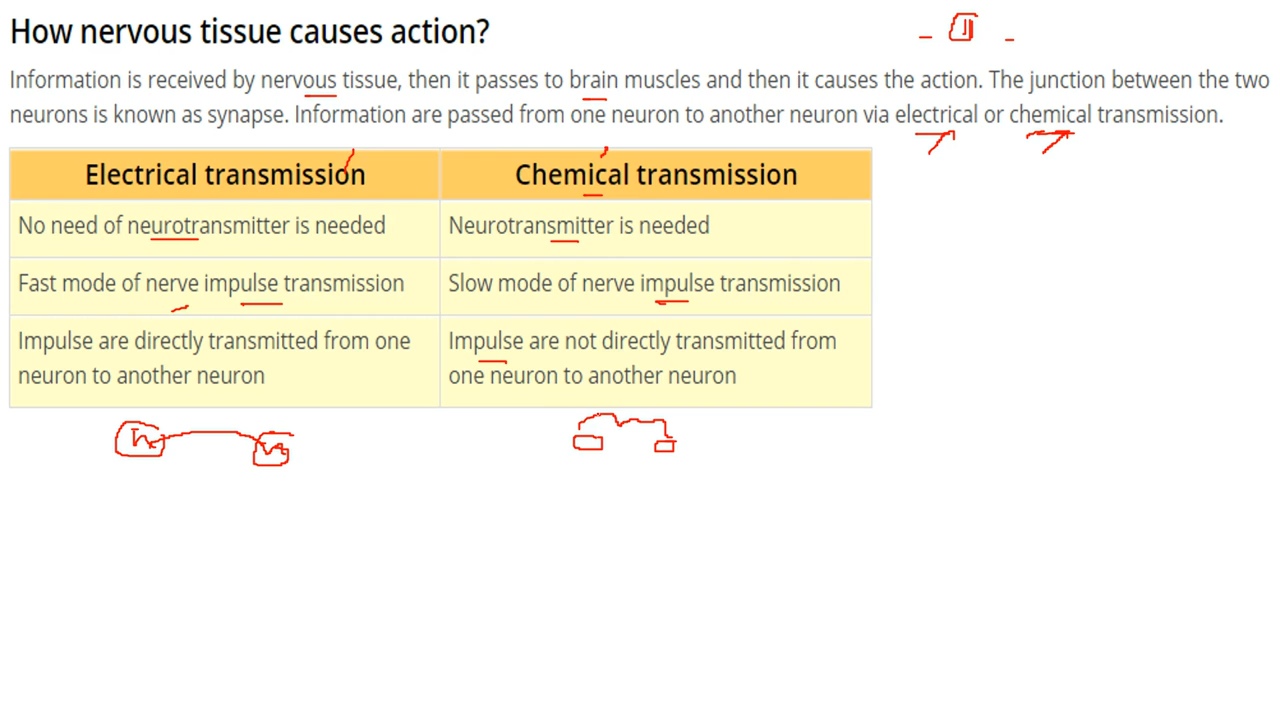 How nervous tissue causes action?
Information is received by nervous tissue, then it passes to brain muscles and then it causes the action. The junction between the two
neurons is known as synapse. Information are passed from one neuron to another neuron via electrical or chemical transmission.
Electrical transmission
Chemical transmission
No need of neurotransmitter is needed
Neurotransmitter is needed
Fast mode of nerve impulse transmission
Slow mode of nerve impulse transmission
Impulse are directly transmitted from one
neuron to another neuron
Impulse are not directly transmitted from
one neuron to another neuron